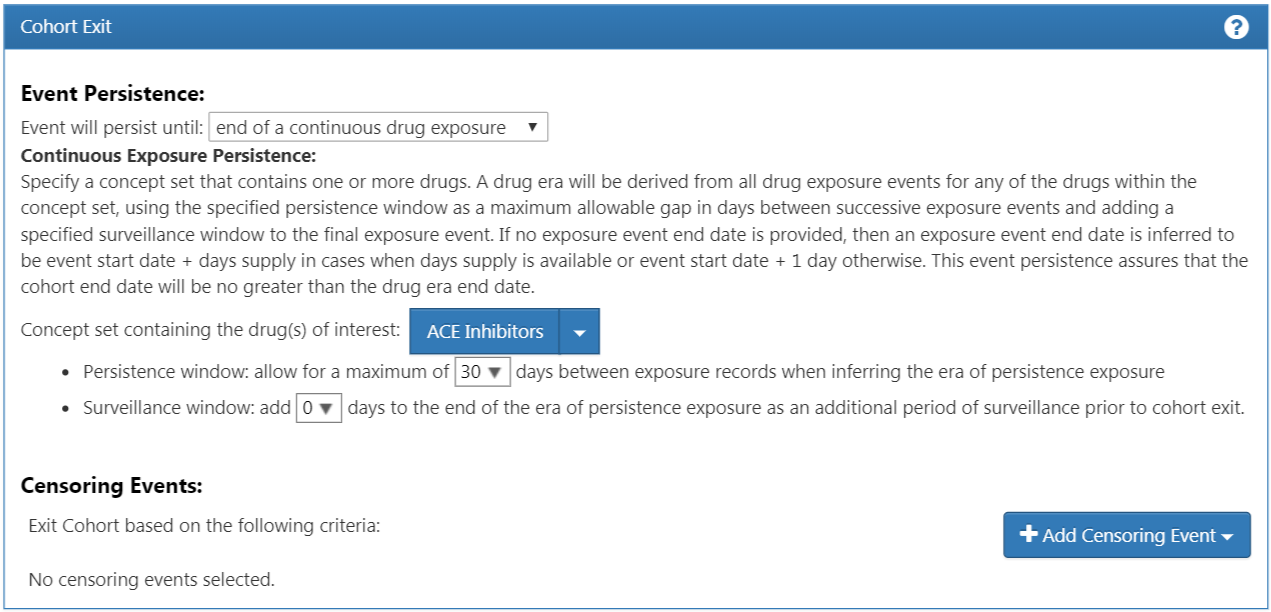 Cohort Exit
?
Event Persistence:
Event will persist until: end of a continuous drug exposure ▼
Continuous Exposure Persistence:
Specify a concept set that contains one or more drugs. A drug era will be derived from all drug exposure events for any of the drugs within the
concept set, using the specified persistence window as a maximum allowable gap in days between successive exposure events and adding a
specified surveillance window to the final exposure event. If no exposure event end date is provided, then an exposure event end date is inferred to
be event start date + days supply in cases when days supply is available or event start date + 1 day otherwise. This event persistence assures that the
cohort end date will be no greater than the drug era end date.
Concept set containing the drug(s) of interest: ACE Inhibitors
• Persistence window: allow for a maximum of 30 ▼ days between exposure records when inferring the era of persistence exposure
• Surveillance window: add 0 ▼ days to the end of the era of persistence exposure as an additional period of surveillance prior to cohort exit.
Censoring Events:
Exit Cohort based on the following criteria:
+ Add Censoring Event
No censoring events selected.